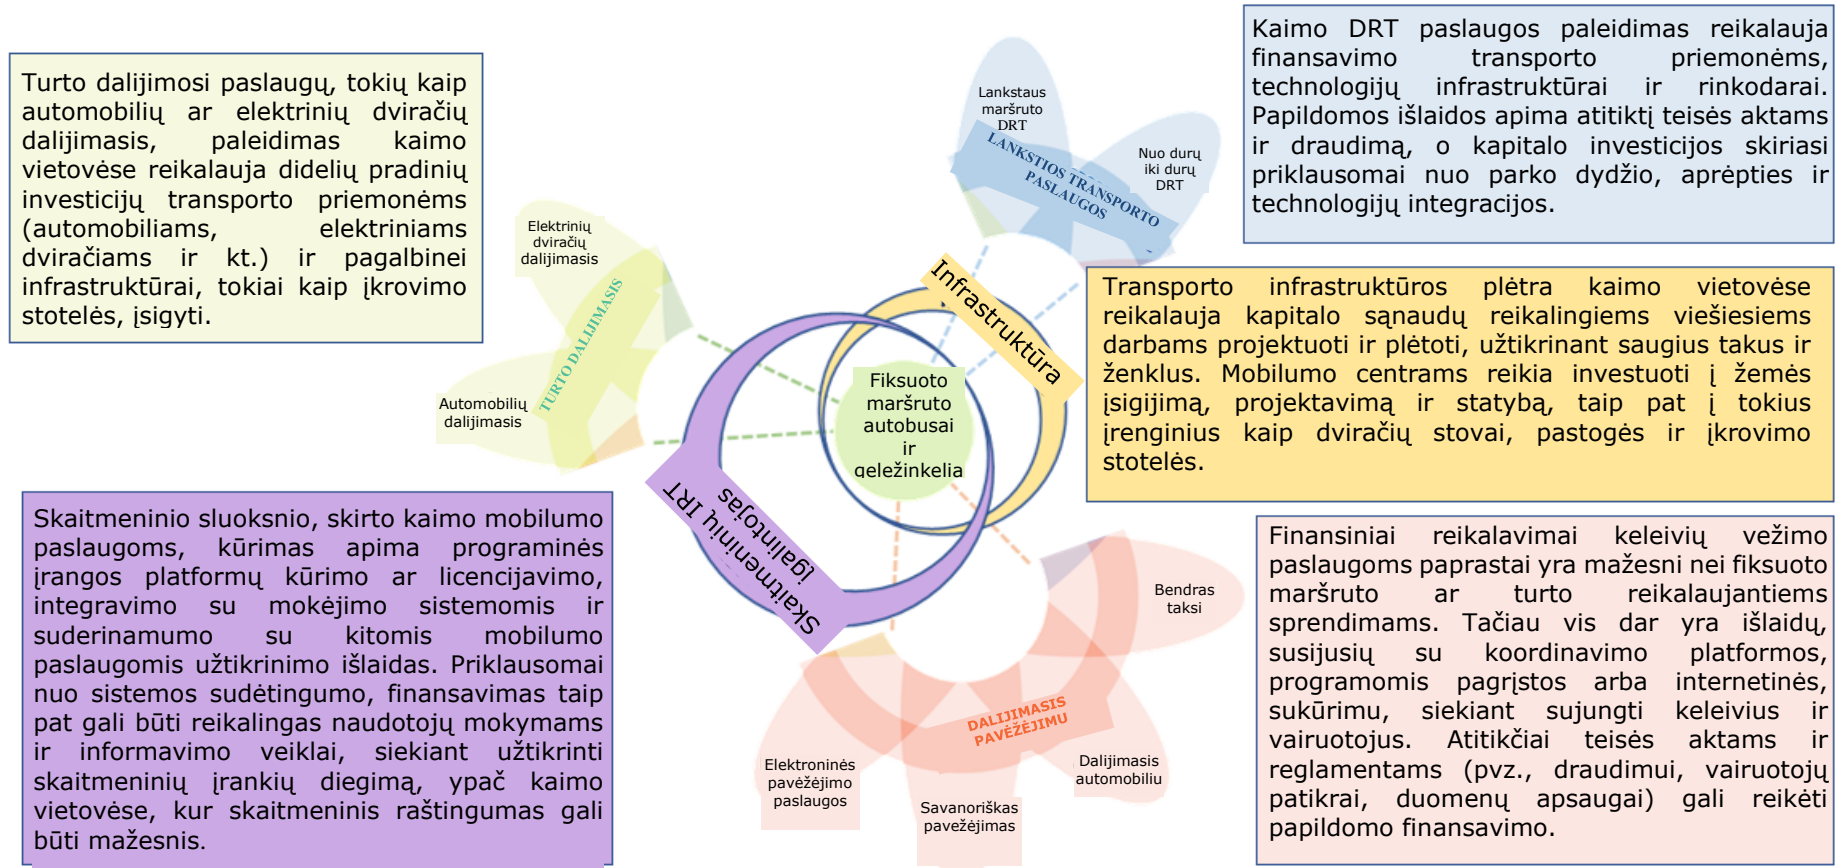 Turto dalijimosi paslaugų, tokių kaip
automobilių ar elektrinių dviračių
dalijimasis, paleidimas kaimo
vietovėse reikalauja didelių pradinių
investicijų transporto priemonėms
(automobiliams, elektriniams
dviračiams ir kt.) ir pagalbinei
infrastruktūrai, tokiai kaip įkrovimo
stotelės, įsigyti.
Skaitmeninio sluoksnio, skirto kaimo mobilumo
paslaugoms, kūrimas apima programinės
įrangos platformų kūrimo ar licencijavimo,
integravimo su mokėjimo sistemomis ir
suderinamumo su kitomis mobilumo
paslaugomis užtikrinimo išlaidas. Priklausomai
nuo sistemos sudėtingumo, finansavimas taip
pat gali būti reikalingas naudotojų mokymams
ir informavimo veiklai, siekiant užtikrinti
skaitmeninių įrankių diegimą, ypač kaimo
vietovėse, kur skaitmeninis raštingumas gali
būti mažesnis.
Elektrinių
dviračių
dalijimasis
TURTO DALIJIMASIS
Automobilių
dalijimasis
Lankstaus
maršruto
DRT
LANKSTIOS TRANSPORTO
PASLAUGOS
Nuo durų
iki durų
DRT
Infrastruktūra
Fiksuoto
maršruto
autobusai
ir
geležinkelia
Skaitmeninių IRT
įgalintojas
Bendras
taksi
DALIJIMASIS
PAVĖŽĖJIMU
Dalijimasis
automobiliu
Savanoriškas
pavežėjimas
Elektroninės
pavėžėjimo
paslaugos
Kaimo DRT paslaugos paleidimas reikalauja
finansavimo transporto priemonėms,
technologijų infrastruktūrai ir rinkodarai.
Papildomos išlaidos apima atitiktį teisės aktams
ir draudimą, o kapitalo investicijos skiriasi
priklausomai nuo parko dydžio, aprėpties ir
technologijų integracijos.
Transporto infrastruktūros plėtra kaimo vietovėse
reikalauja kapitalo sąnaudų reikalingiems viešiesiems
darbams projektuoti ir plėtoti, užtikrinant saugius takus ir
ženklus. Mobilumo centrams reikia investuoti į žemės
įsigijimą, projektavimą ir statybą, taip pat į tokius
įrenginius kaip dviračių stovai, pastogės ir įkrovimo
stotelės.
Finansiniai reikalavimai keleivių vežimo
paslaugoms paprastai yra mažesni nei fiksuoto
maršruto ar turto reikalaujantiems
sprendimams. Tačiau vis dar yra išlaidų,
susijusių su koordinavimo platformos,
programomis pagrįstos arba internetinės,
sukūrimu, siekiant sujungti keleivius ir
vairuotojus. Atitikčiai teisės aktams ir
reglamentams (pvz., draudimui, vairuotojų
patikrai, duomenų apsaugai) gali reikėti
papildomo finansavimo.